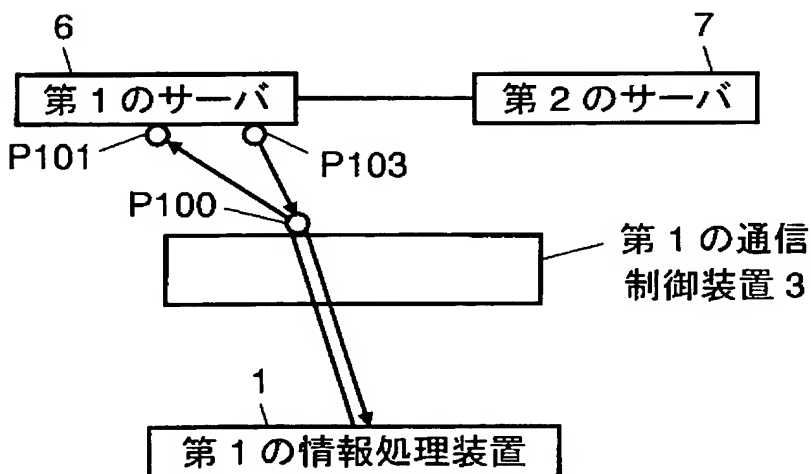 6
7
第１のサーバ
第２のサーバ
P101
P103
P100
第１の通信
制御装置３
1
第１の情報処理装置